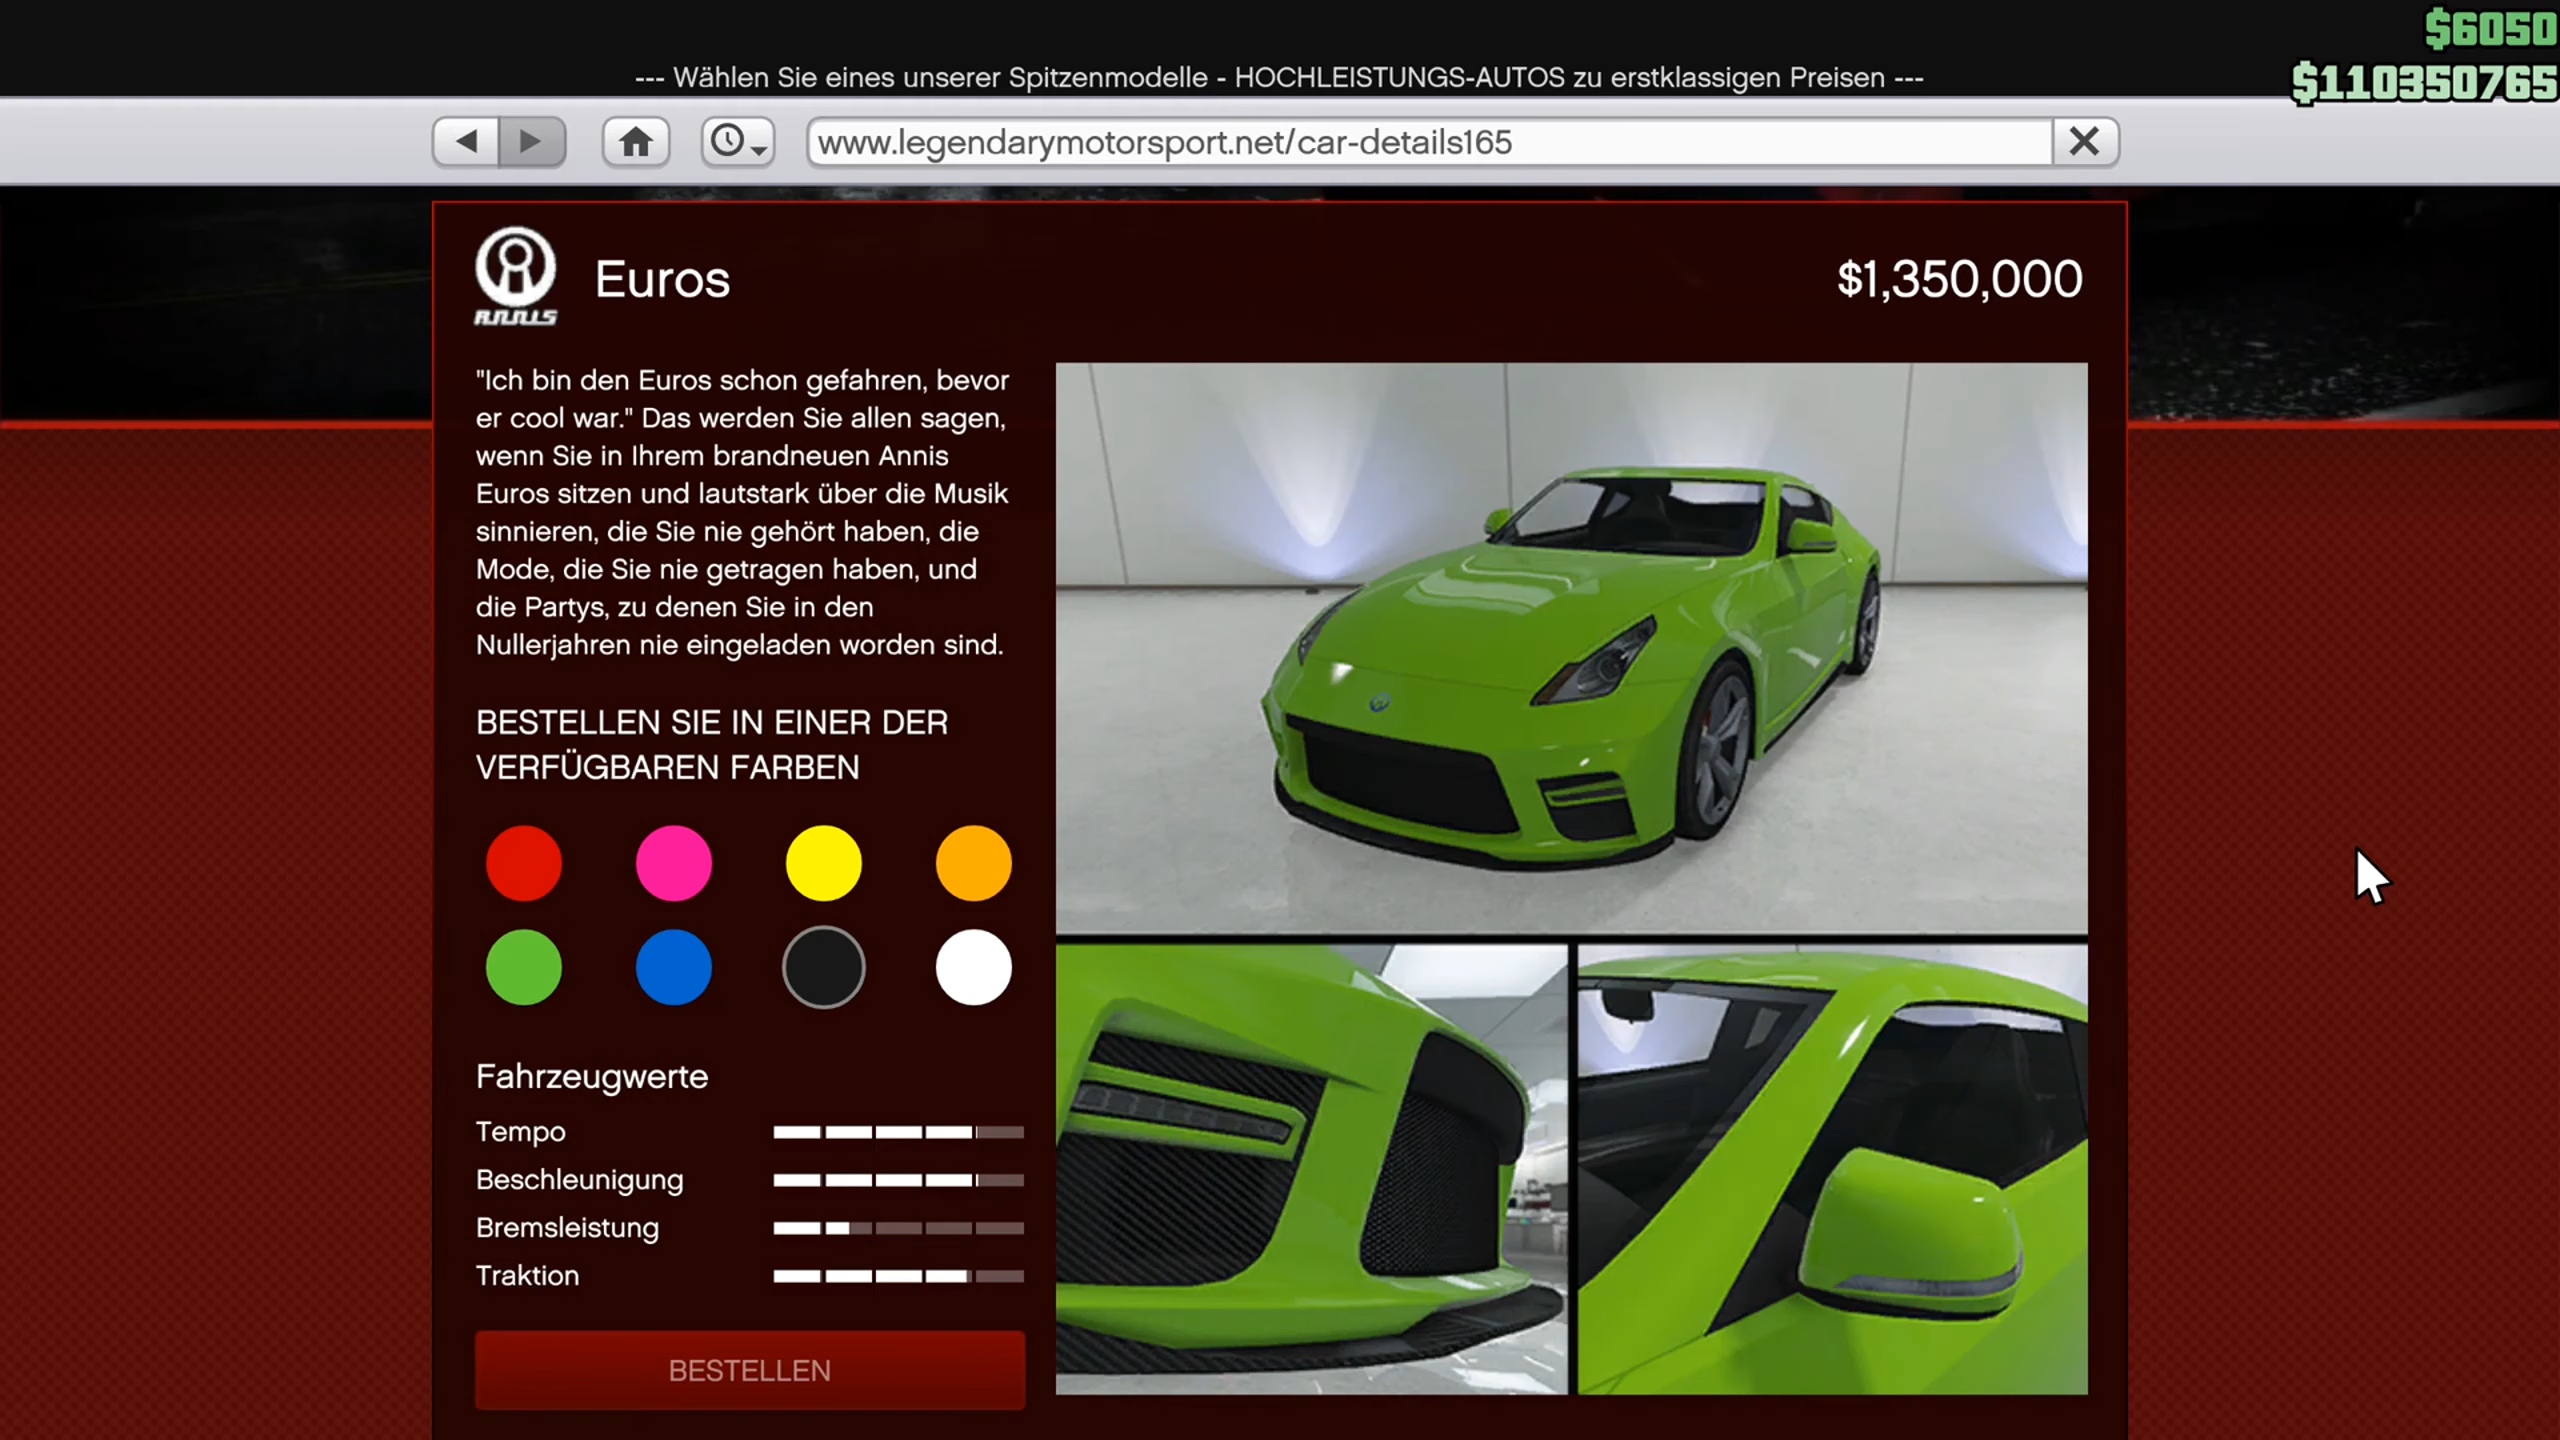 $6050
--- Wählen Sie eines unserer Spitzenmodelle - HOCHLEISTUNGS-AUTOS zu erstklassigen Preisen ---
$110350765
www.legendarymotorsport.net/car-details165
ANNIS
Euros
$1,350,000
"Ich bin den Euros schon gefahren, bevor
er cool war." Das werden Sie allen sagen,
wenn Sie in Ihrem brandneuen Annis
Euros sitzen und lautstark über die Musik
sinnieren, die Sie nie gehört haben, die
Mode, die Sie nie getragen haben, und
die Partys, zu denen Sie in den
Nullerjahren nie eingeladen worden sind.
BESTELLEN SIE IN EINER DER
VERFÜGBAREN FARBEN
Fahrzeugwerte
Tempo
Beschleunigung
Bremsleistung
Traktion
BESTELLEN